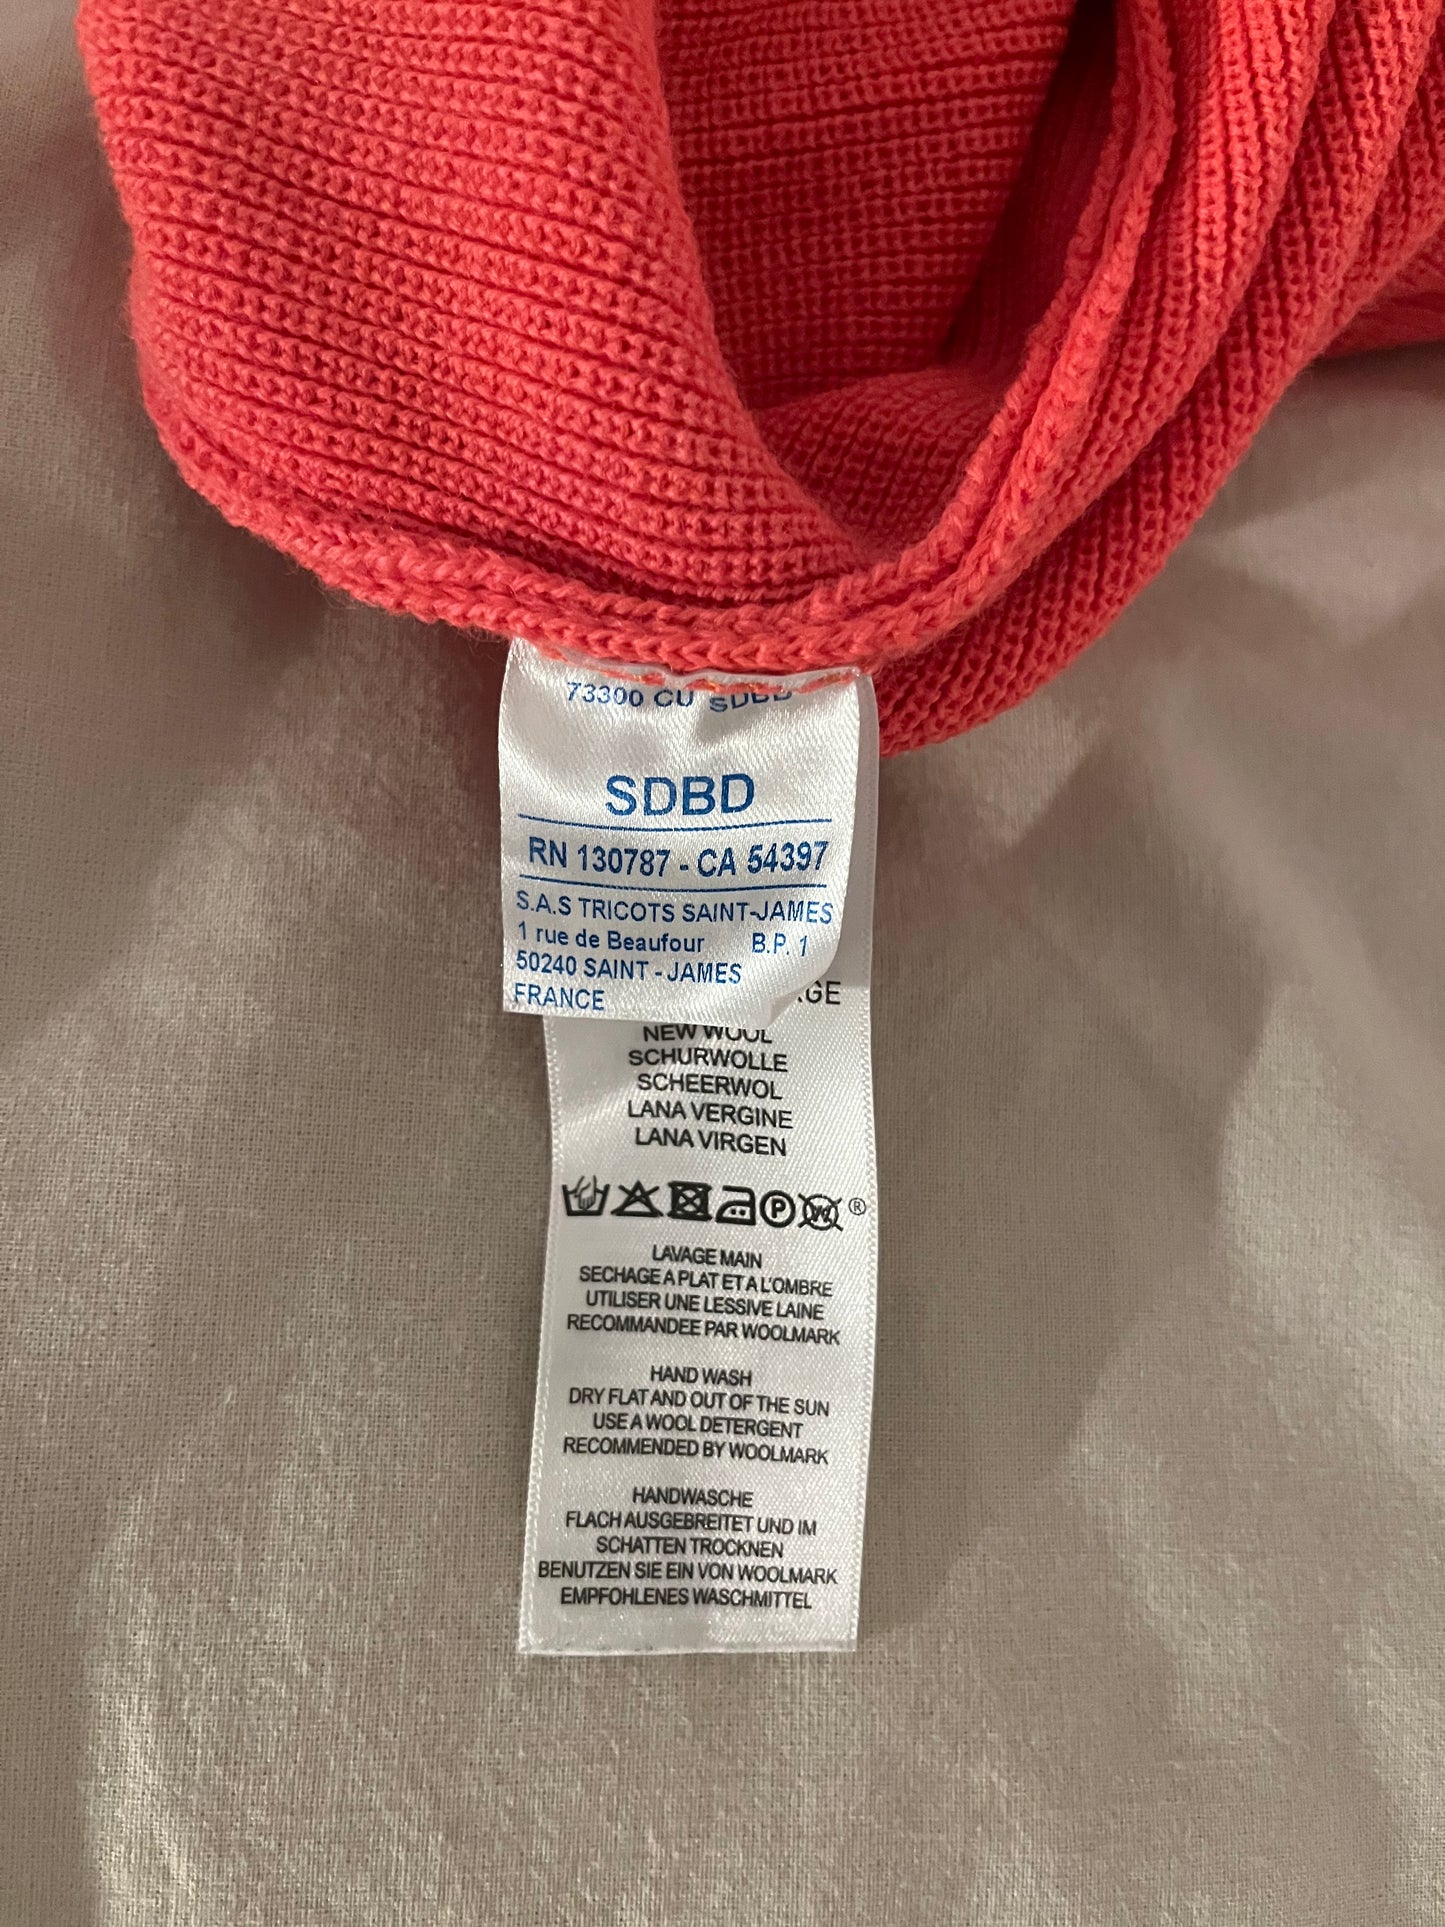 73300 CU SDBD
SDBD
RN 130787 - CA 54397
S.A.S TRICOTS SAINT-JAMES
1 rue de Beaufour B.P. 1
50240 SAINT - JAMES
FRANCE
NEW WOOL
SCHURWOLLE
SCHEERWOL
LANA VERGINE
LANA VIRGEN
P ®
LAVAGE MAIN
SECHAGE A PLAT ET A L'OMBRE
UTILISER UNE LESSIVE LAINE
RECOMMANDEE PAR WOOLMARK
HAND WASH
DRY FLAT AND OUT OF THE SUN
USE A WOOL DETERGENT
RECOMMENDED BY WOOLMARK
HANDWASCHE
FLACH AUSGEBREITET UND IM
SCHATTEN TROCKNEN
BENUTZEN SIE EIN VON WOOLMARK
EMPFOHLENES WASCHMITTEL